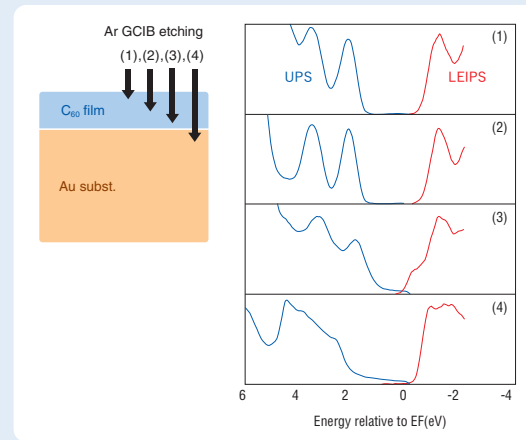 Ar GCIB etching
(1),(2),(3),(4)
C₆₀ film
Au subst.
UPS
LEIPS
(1)
(2)
(3)
(4)
6 4 2 0 -2 -4
Energy relative to EF(eV)